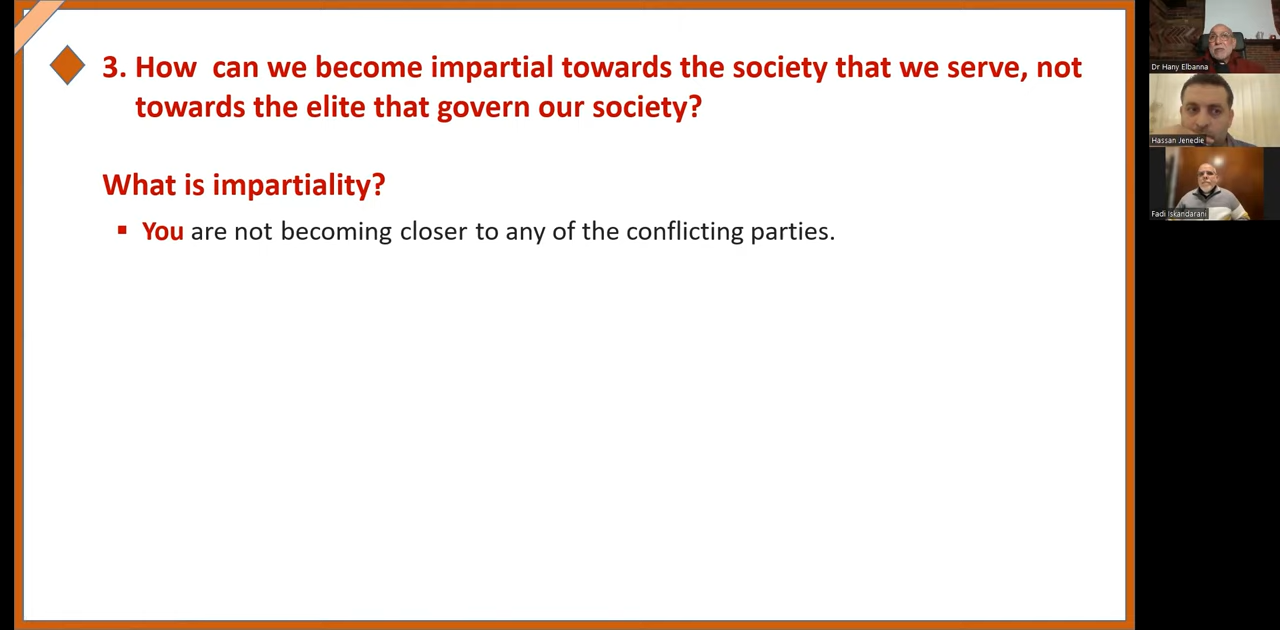 3. How can we become impartial towards the society that we serve, not
towards the elite that govern our society?
What is impartiality?
You are not becoming closer to any of the conflicting parties.
Dr Hany Elbanna
Hassan Jenedie
Fadi Iskandarani